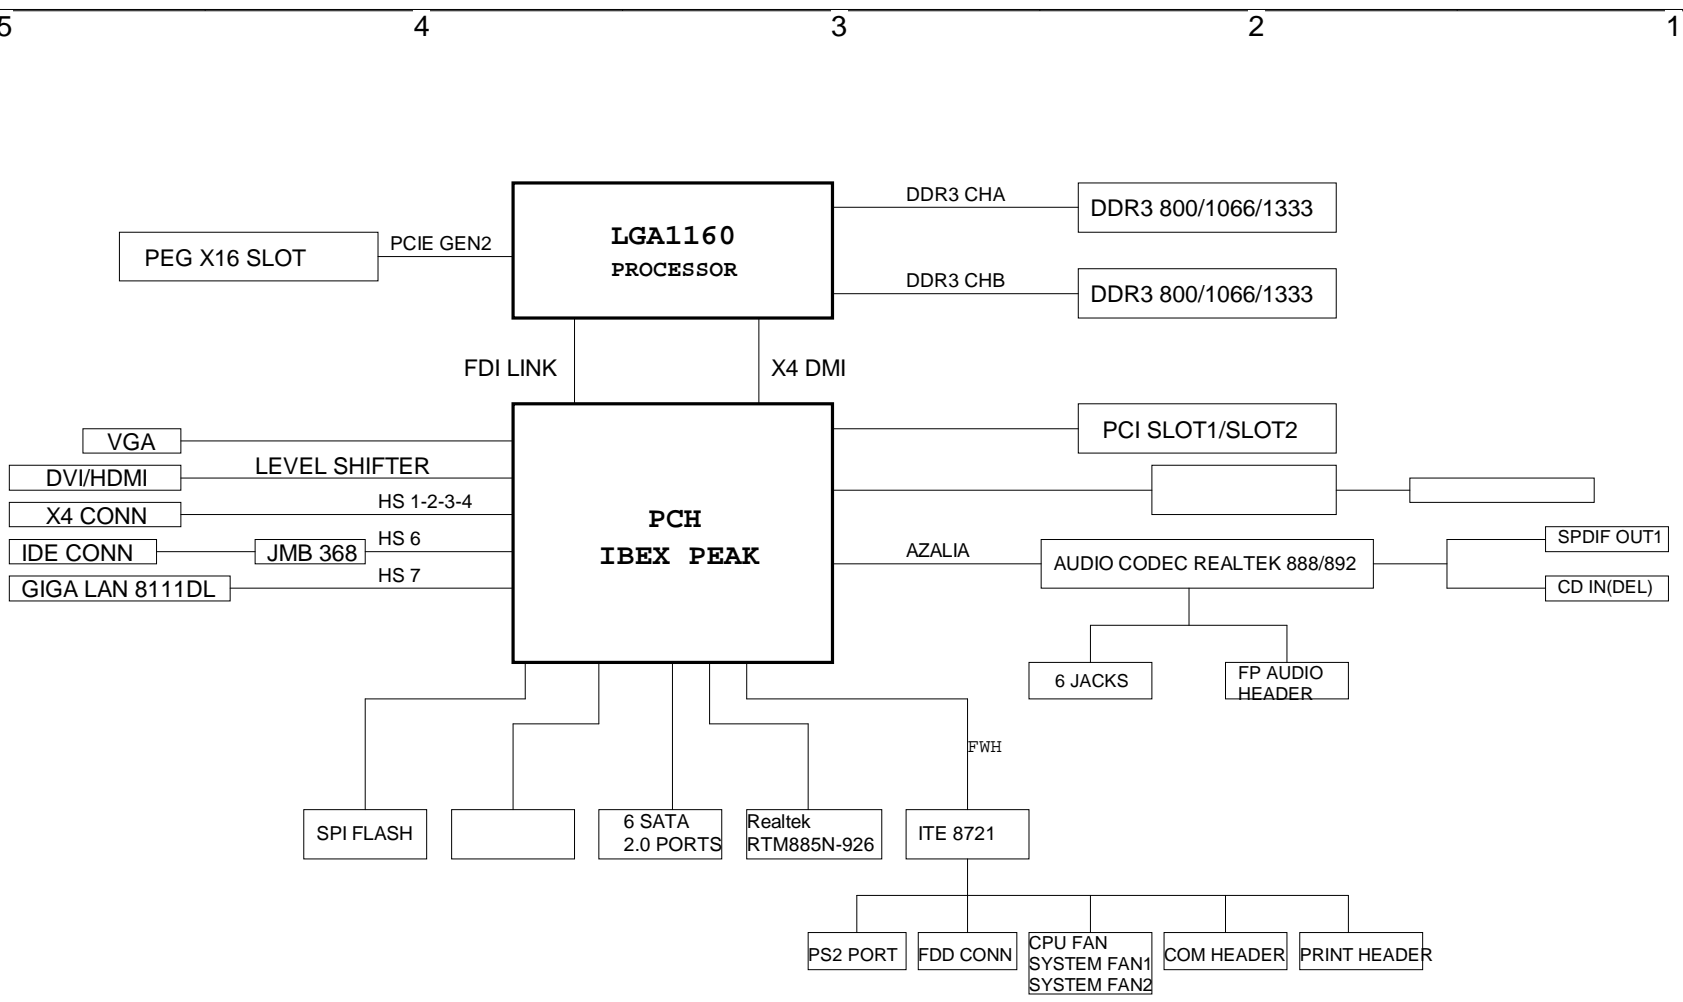 5
4
3
2
1
DDR3 CHA
DDR3 800/1066/1333
LGA1160
PROCESSOR
PCIE GEN2
PEG X16 SLOT
DDR3 CHB
DDR3 800/1066/1333
FDI LINK
X4 DMI
VGA
PCI SLOT1/SLOT2
DVI/HDMI
LEVEL SHIFTER
X4 CONN
HS 1-2-3-4
PCH
IBEX PEAK
IDE CONN
JMB 368
HS 6
AZALIA
AUDIO CODEC REALTEK 888/892
SPDIF OUT1
GIGA LAN 8111DL
HS 7
CD IN(DEL)
6 JACKS
FP AUDIO
HEADER
FWH
SPI FLASH
6 SATA
2.0 PORTS
Realtek
RTM885N-926
ITE 8721
PS2 PORT
FDD CONN
CPU FAN
SYSTEM FAN1
SYSTEM FAN2
COM HEADER
PRINT HEADER